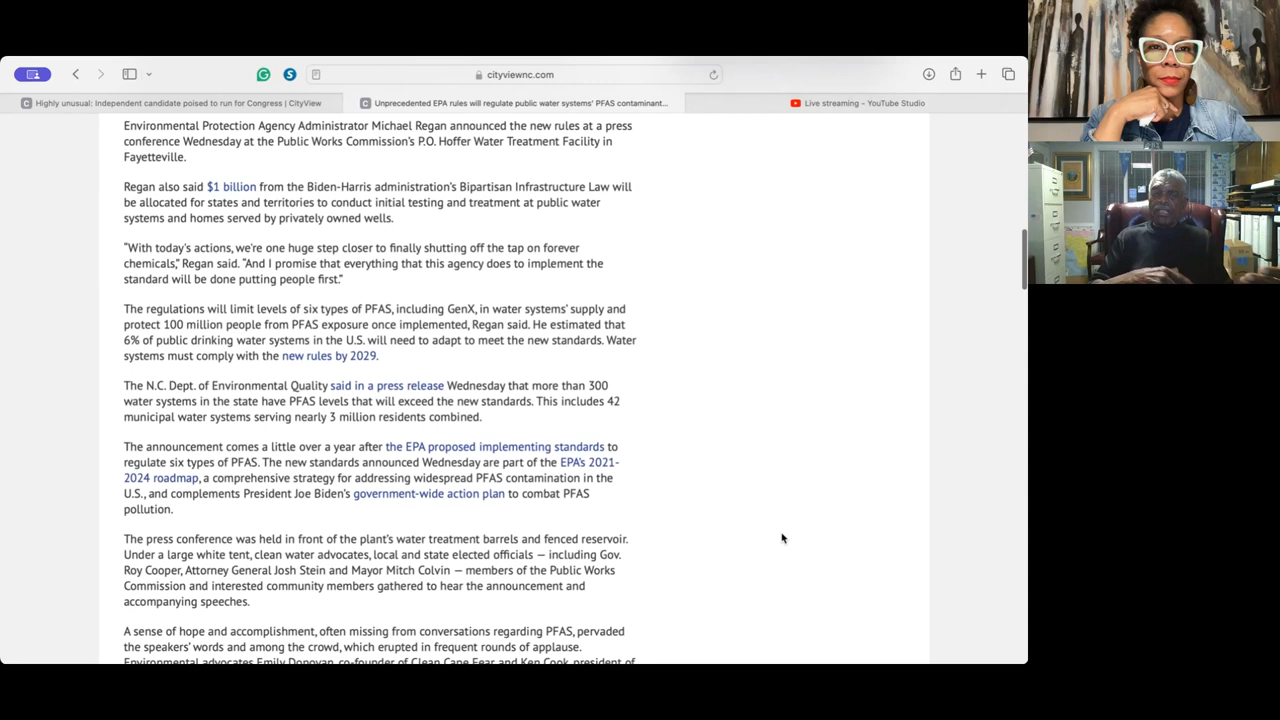 cityviewnc.com
Highly unusual: Independent candidate poised to run for Congress | CityView
Unprecedented EPA rules will regulate public water systems' PFAS contaminant...
Live streaming - YouTube Studio
Environmental Protection Agency Administrator Michael Regan announced the new rules at a press
conference Wednesday at the Public Works Commission's P.O. Hoffer Water Treatment Facility in
Fayetteville.
Regan also said $1 billion from the Biden-Harris administration's Bipartisan Infrastructure Law will
be allocated for states and territories to conduct initial testing and treatment at public water
systems and homes served by privately owned wells.
“With today's actions, we're one huge step closer to finally shutting off the tap on forever
chemicals,” Regan said. “And I promise that everything that this agency does to implement the
standard will be done putting people first.”
The regulations will limit levels of six types of PFAS, including GenX, in water systems' supply and
protect 100 million people from PFAS exposure once implemented, Regan said. He estimated that
6% of public drinking water systems in the U.S. will need to adapt to meet the new standards. Water
systems must comply with the new rules by 2029.
The N.C. Dept. of Environmental Quality said in a press release Wednesday that more than 300
water systems in the state have PFAS levels that will exceed the new standards. This includes 42
municipal water systems serving nearly 3 million residents combined.
The announcement comes a little over a year after the EPA proposed implementing standards to
regulate six types of PFAS. The new standards announced Wednesday are part of the EPA's 2021-
2024 roadmap, a comprehensive strategy for addressing widespread PFAS contamination in the
U.S., and complements President Joe Biden's government-wide action plan to combat PFAS
pollution.
The press conference was held in front of the plant's water treatment barrels and fenced reservoir.
Under a large white tent, clean water advocates, local and state elected officials — including Gov.
Roy Cooper, Attorney General Josh Stein and Mayor Mitch Colvin — members of the Public Works
Commission and interested community members gathered to hear the announcement and
accompanying speeches.
A sense of hope and accomplishment, often missing from conversations regarding PFAS, pervaded
the speakers' words and among the crowd, which erupted in frequent rounds of applause.
Environmental advocates Emily Donovan, co-founder of Clean Cape Fear and Ken Cook, president of